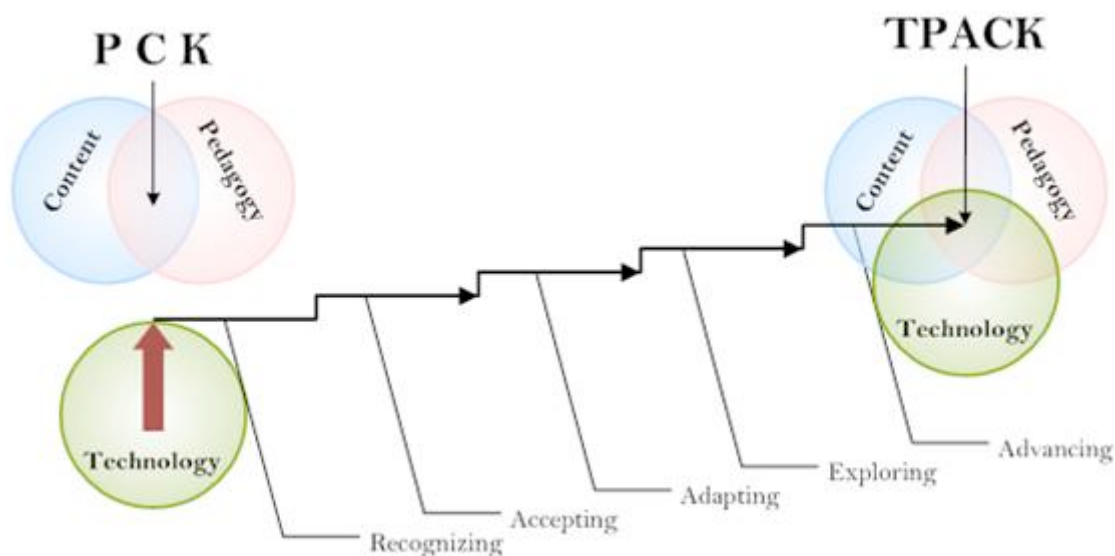 P C K
Content
Pedagogy
Technology
TPACK
Content
Pedagogy
Technology
Recognizing
Accepting
Adapting
Exploring
Advancing